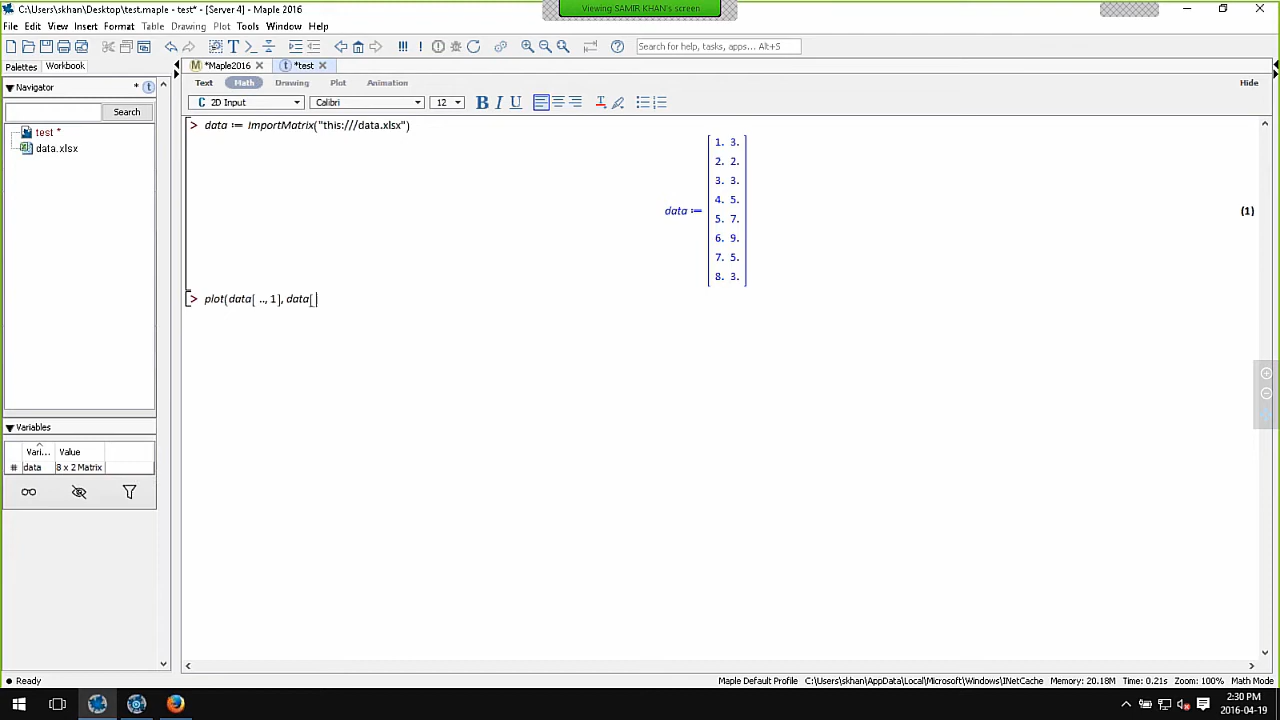 Viewing SAMIR KHAN's screen
C:\Users\skhan\Desktop\test.maple - test* - [Server 4] - Maple 2016
File Edit View Insert Format Table Drawing Plot Tools Window Help
Search for help, tasks, apps... Alt+S
Palettes Workbook
*Maple2016 *test
Navigator * t
Text Math Drawing Plot Animation Hide
2D Input Calibri 12 B I U
Search
test *
data.xlsx
> data := ImportMatrix("this:///data.xlsx")
data :=
1. 3.
2. 2.
3. 3.
4. 5.
5. 7.
6. 9.
7. 5.
8. 3.
(1)
> plot(data[ .., 1], data[
Variables
Vari... Value
# data 8 x 2 Matrix
Ready
Maple Default Profile C:\Users\skhan\AppData\Local\Microsoft\Windows\INetCache Memory: 20.18M Time: 0.21s Zoom: 100% Math Mode
2:30 PM
2016-04-19